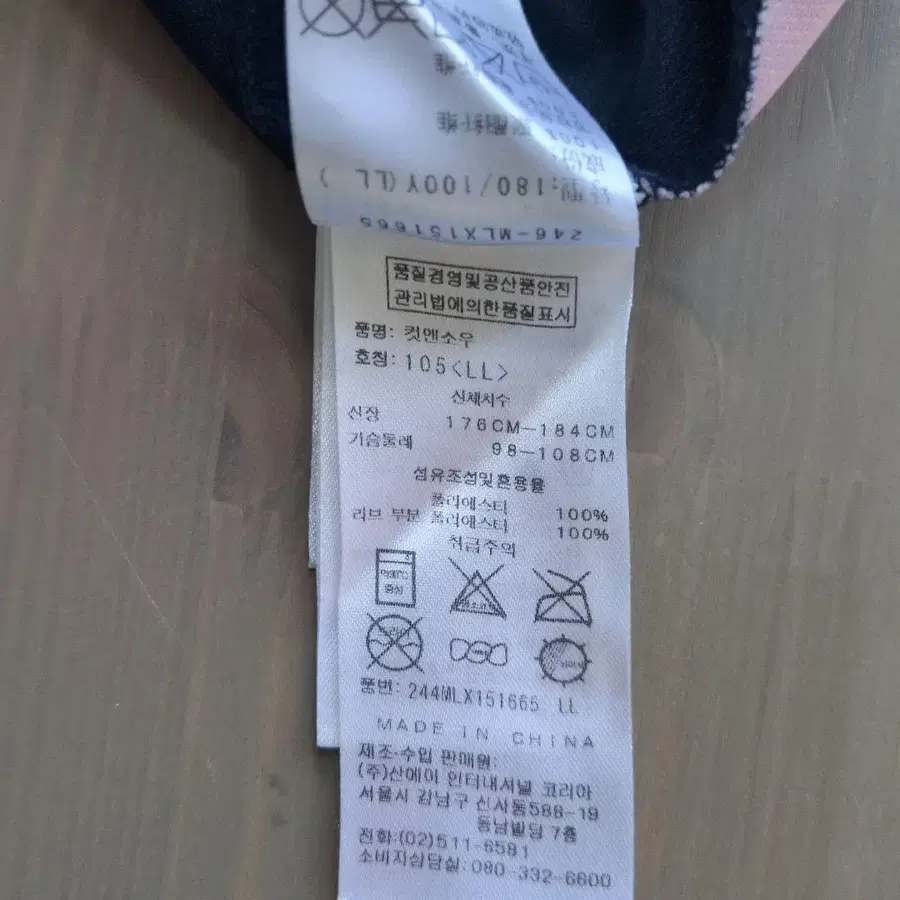 号型:180/100Y(LL )
246-MLX151665
품질경영및공산품안전
관리법에의한품질표시
품명: 컷앤소우
호칭: 105<LL>
신체치수
신장 176CM—184CM
가슴둘레 98—108CM
섬유조성및혼용율
폴리에스터 100%
리브 부분 폴리에스터 100%
취급주의
중성
품번: 244MLX151665 LL
MADE IN CHINA
제조·수입 판매원:
(주)산에이 인터내셔널 코리아
서울시 강남구 신사동588-19
동남빌딩 7층
전화:(02)511-6581
소비자상담실: 080-332-6600